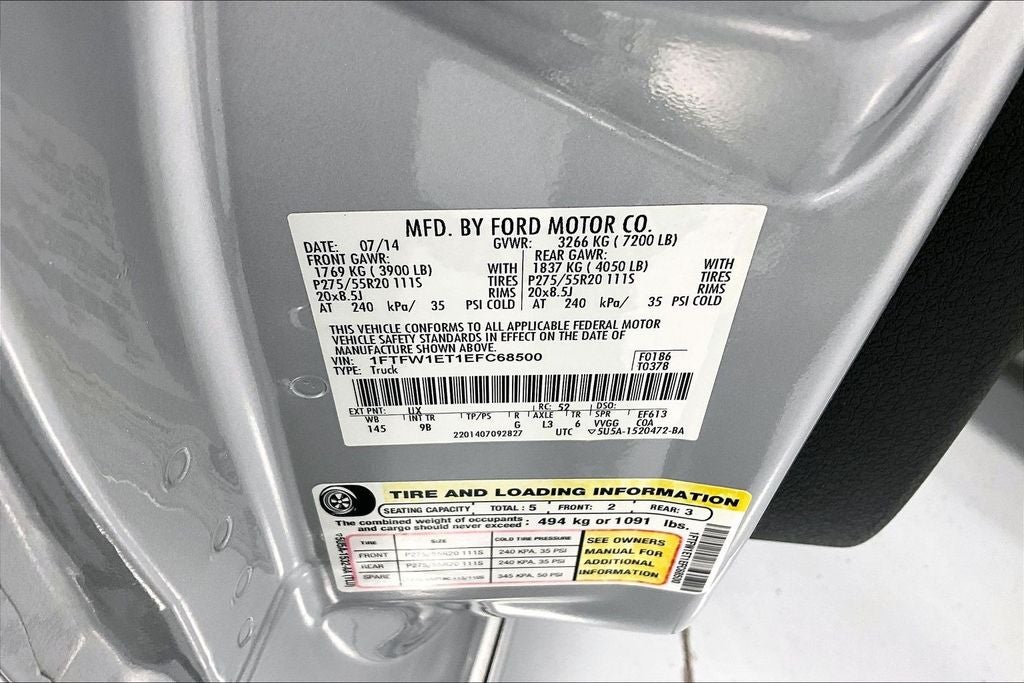 MFD. BY FORD MOTOR CO.
DATE: 07/14 GVWR: 3266 KG ( 7200 LB)
FRONT GAWR: REAR GAWR:
1769 KG ( 3900 LB) WITH 1837 KG ( 4050 LB) WITH
P275/55R20 111S TIRES P275/55R20 111S TIRES
20x8.5J RIMS 20x8.5J RIMS
AT 240 kPa/ 35 PSI COLD AT 240 kPa/ 35 PSI COLD
THIS VEHICLE CONFORMS TO ALL APPLICABLE FEDERAL MOTOR
VEHICLE SAFETY STANDARDS IN EFFECT ON THE DATE OF
MANUFACTURE SHOWN ABOVE.
VIN: 1FTFW1ET1EFC68500 F0186
TYPE: Truck T0378
EXT PNT: UX RC: 52 DSO:
WB INT TR TP/PS R AXLE TR SPR EF613
145 9B G L3 6 VVGG COA
2201407092827 UTC ▽5U5A-1520472-BA
TIRE AND LOADING INFORMATION
SEATING CAPACITY TOTAL : 5 FRONT: 2 REAR: 3
The combined weight of occupants
and cargo should never exceed : 494 kg or 1091 lbs.
TIRE SIZE COLD TIRE PRESSURE SEE OWNERS
FRONT P275/55R20 111S 240 KPA, 35 PSI MANUAL FOR
REAR P275/55R20 111S 240 KPA, 35 PSI ADDITIONAL
SPARE 345 KPA, 50 PSI INFORMATION
1FTFW1ET1EFC68500